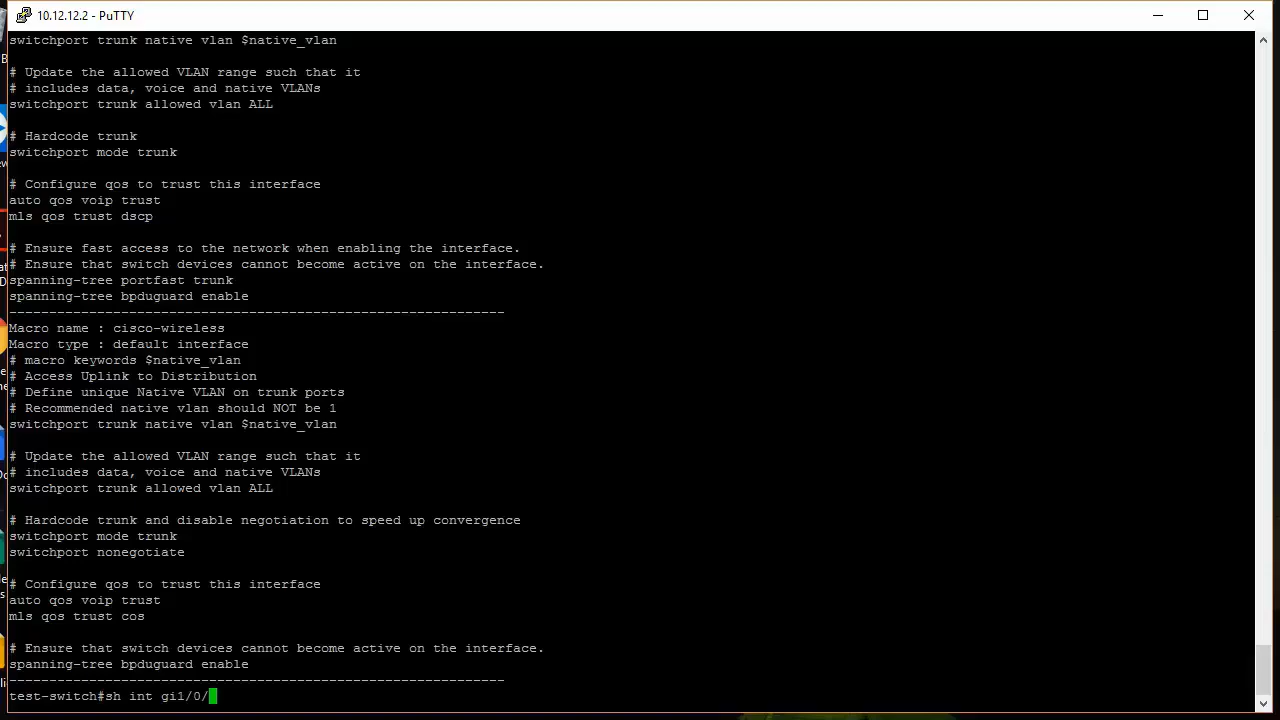 10.12.12.2 - PuTTY
switchport trunk native vlan $native_vlan
# Update the allowed VLAN range such that it
# includes data, voice and native VLANs
switchport trunk allowed vlan ALL
# Hardcode trunk
switchport mode trunk
# Configure qos to trust this interface
auto qos voip trust
mls qos trust dscp
# Ensure fast access to the network when enabling the interface.
# Ensure that switch devices cannot become active on the interface.
spanning-tree portfast trunk
spanning-tree bpduguard enable
--------------------------------------------------------------
Macro name : cisco-wireless
Macro type : default interface
# macro keywords $native_vlan
# Access Uplink to Distribution
# Define unique Native VLAN on trunk ports
# Recommended native vlan should NOT be 1
switchport trunk native vlan $native_vlan
# Update the allowed VLAN range such that it
# includes data, voice and native VLANs
switchport trunk allowed vlan ALL
# Hardcode trunk and disable negotiation to speed up convergence
switchport mode trunk
switchport nonegotiate
# Configure qos to trust this interface
auto qos voip trust
mls qos trust cos
# Ensure that switch devices cannot become active on the interface.
spanning-tree bpduguard enable
--------------------------------------------------------------
test-switch#sh int gi1/0/